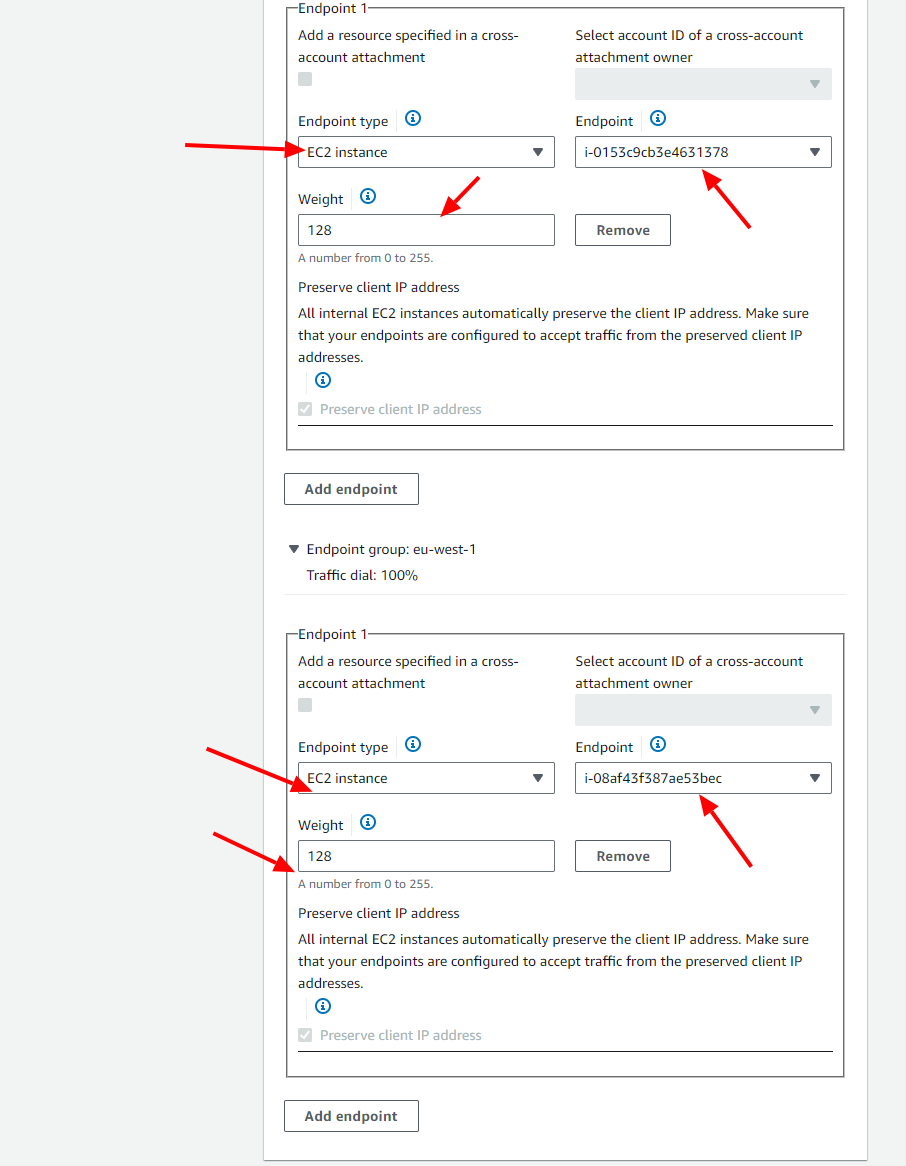 Endpoint 1
Add a resource specified in a cross-
account attachment
Select account ID of a cross-account
attachment owner
Endpoint type
Endpoint
EC2 instance
i-0153c9cb3e4631378
Weight
128
Remove
A number from 0 to 255.
Preserve client IP address
All internal EC2 instances automatically preserve the client IP address. Make sure
that your endpoints are configured to accept traffic from the preserved client IP
addresses.
Preserve client IP address
Add endpoint
Endpoint group: eu-west-1
Traffic dial: 100%
Endpoint 1
Add a resource specified in a cross-
account attachment
Select account ID of a cross-account
attachment owner
Endpoint type
Endpoint
EC2 instance
i-08af43f387ae53bec
Weight
128
Remove
A number from 0 to 255.
Preserve client IP address
All internal EC2 instances automatically preserve the client IP address. Make sure
that your endpoints are configured to accept traffic from the preserved client IP
addresses.
Preserve client IP address
Add endpoint